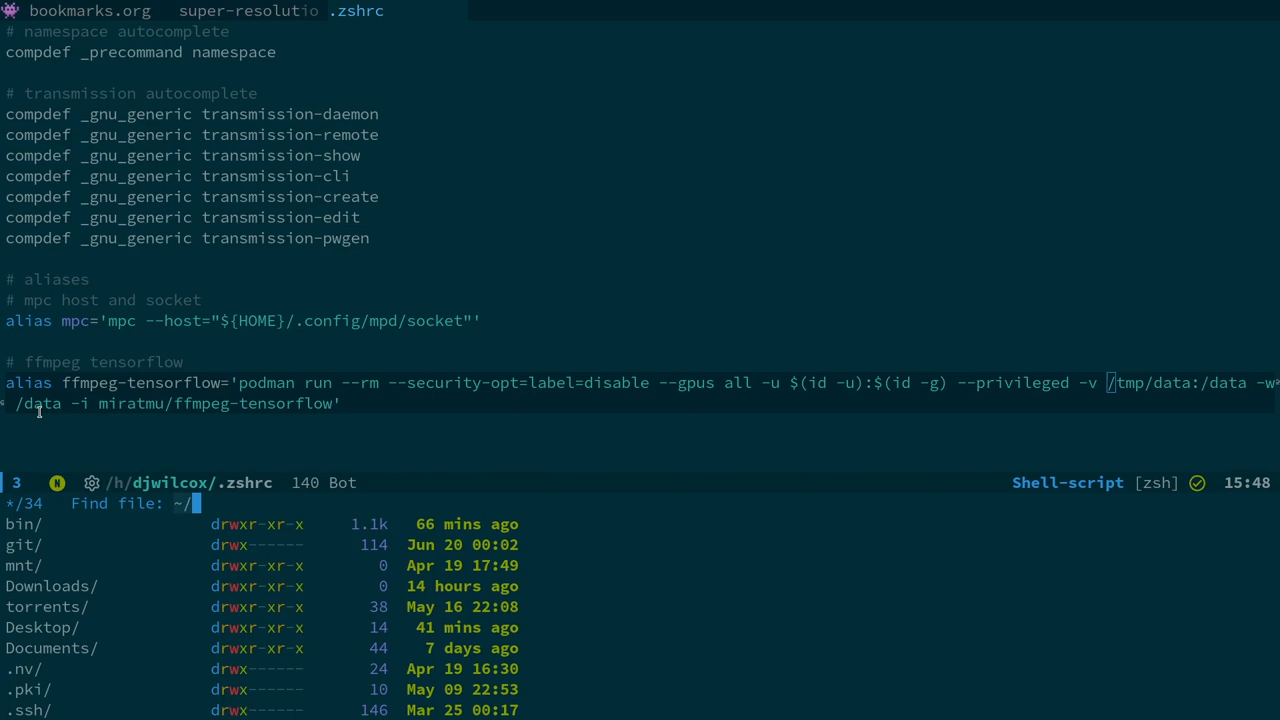 bookmarks.org super-resolutio .zshrc
# namespace autocomplete
compdef _precommand namespace
# transmission autocomplete
compdef _gnu_generic transmission-daemon
compdef _gnu_generic transmission-remote
compdef _gnu_generic transmission-show
compdef _gnu_generic transmission-cli
compdef _gnu_generic transmission-create
compdef _gnu_generic transmission-edit
compdef _gnu_generic transmission-pwgen
# aliases
# mpc host and socket
alias mpc='mpc --host="${HOME}/.config/mpd/socket"'
# ffmpeg tensorflow
alias ffmpeg-tensorflow='podman run --rm --security-opt=label=disable --gpus all -u $(id -u):$(id -g) --privileged -v /tmp/data:/data -w
/data -i miratmu/ffmpeg-tensorflow'
3 N /h/djwilcox/.zshrc 140 Bot Shell-script [zsh] 15:48
*/34 Find file: ~/
bin/ drwxr-xr-x 1.1k 66 mins ago
git/ drwx------ 114 Jun 20 00:02
mnt/ drwxr-xr-x 0 Apr 19 17:49
Downloads/ drwxr-xr-x 0 14 hours ago
torrents/ drwxr-xr-x 38 May 16 22:08
Desktop/ drwxr-xr-x 14 41 mins ago
Documents/ drwxr-xr-x 44 7 days ago
.nv/ drwx------ 24 Apr 19 16:30
.pki/ drwx------ 10 May 09 22:53
.ssh/ drwx------ 146 Mar 25 00:17